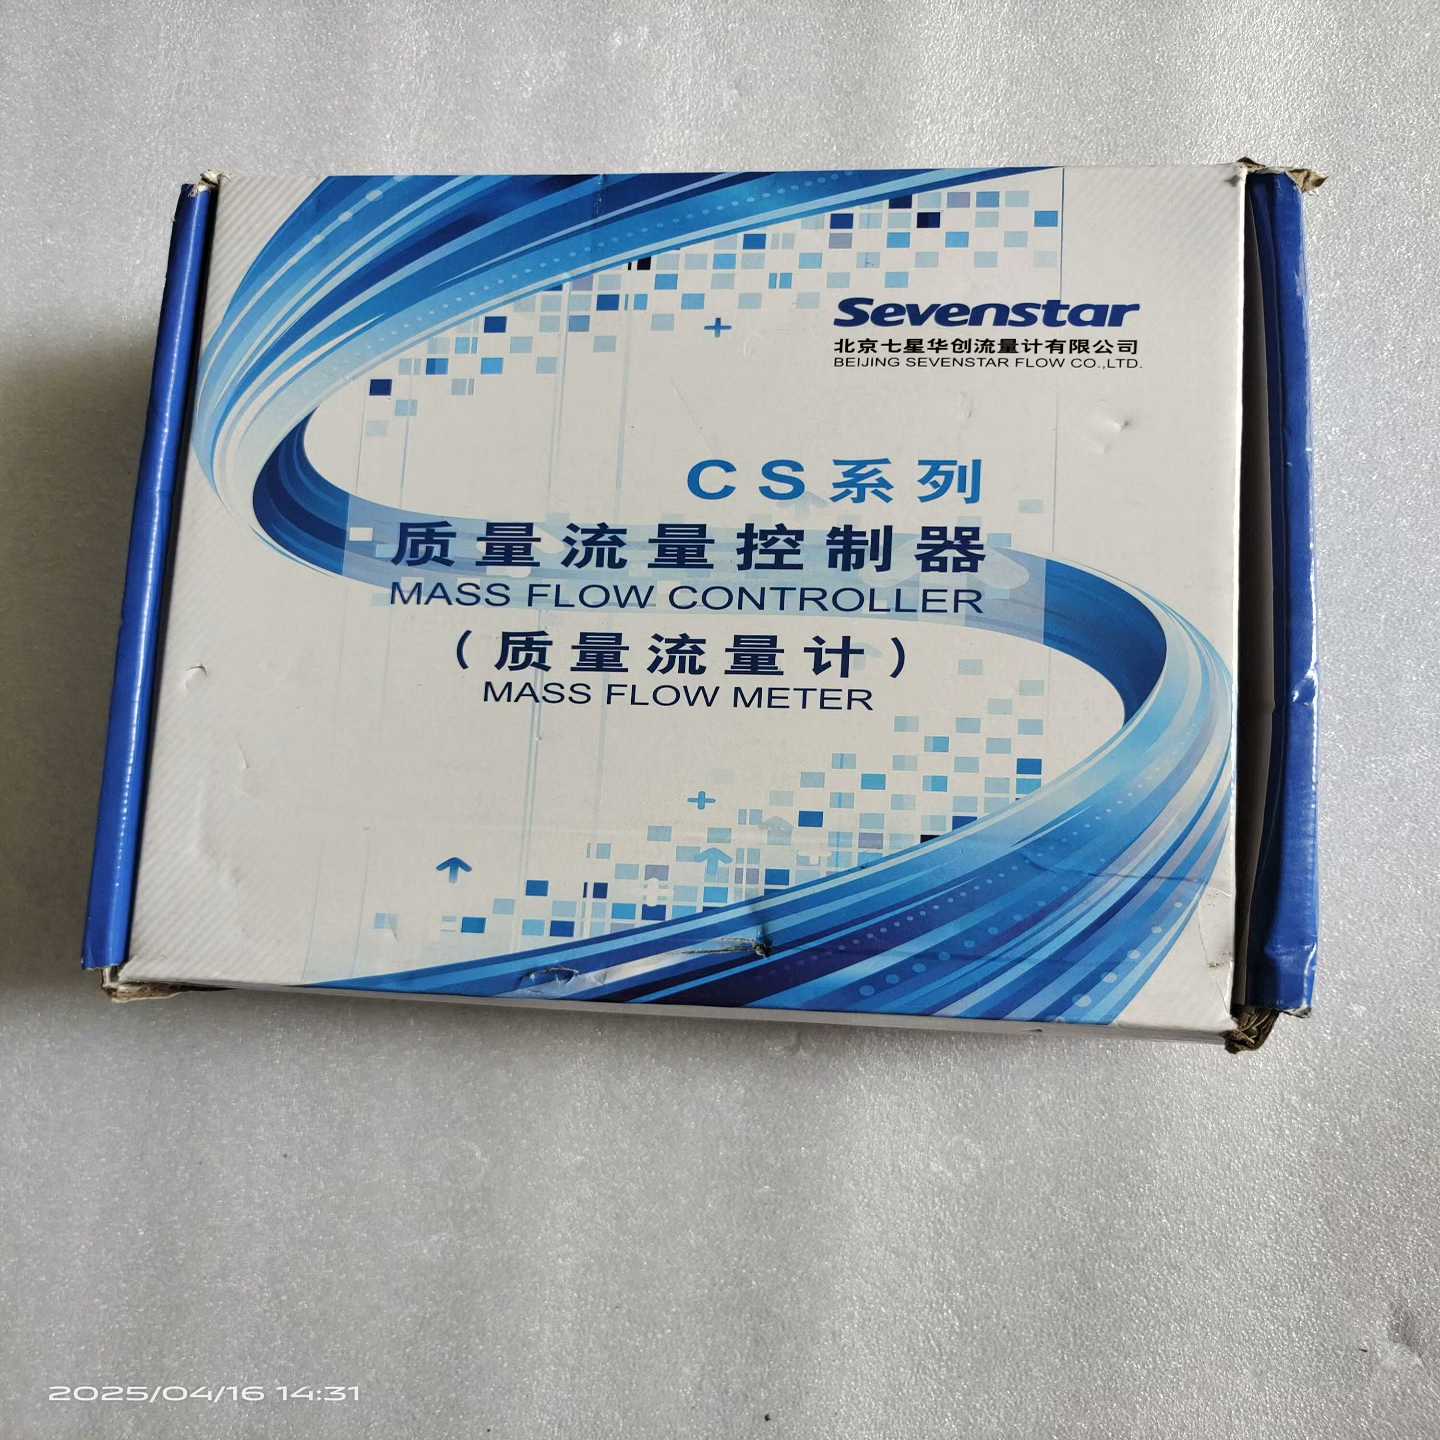 Sevenstar
北京七星华创流量计有限公司
BEIJING SEVENSTAR FLOW CO.,LTD.
CS系列
质量流量控制器
MASS FLOW CONTROLLER
（质量流量计）
MASS FLOW METER
2025/04/16 14:31